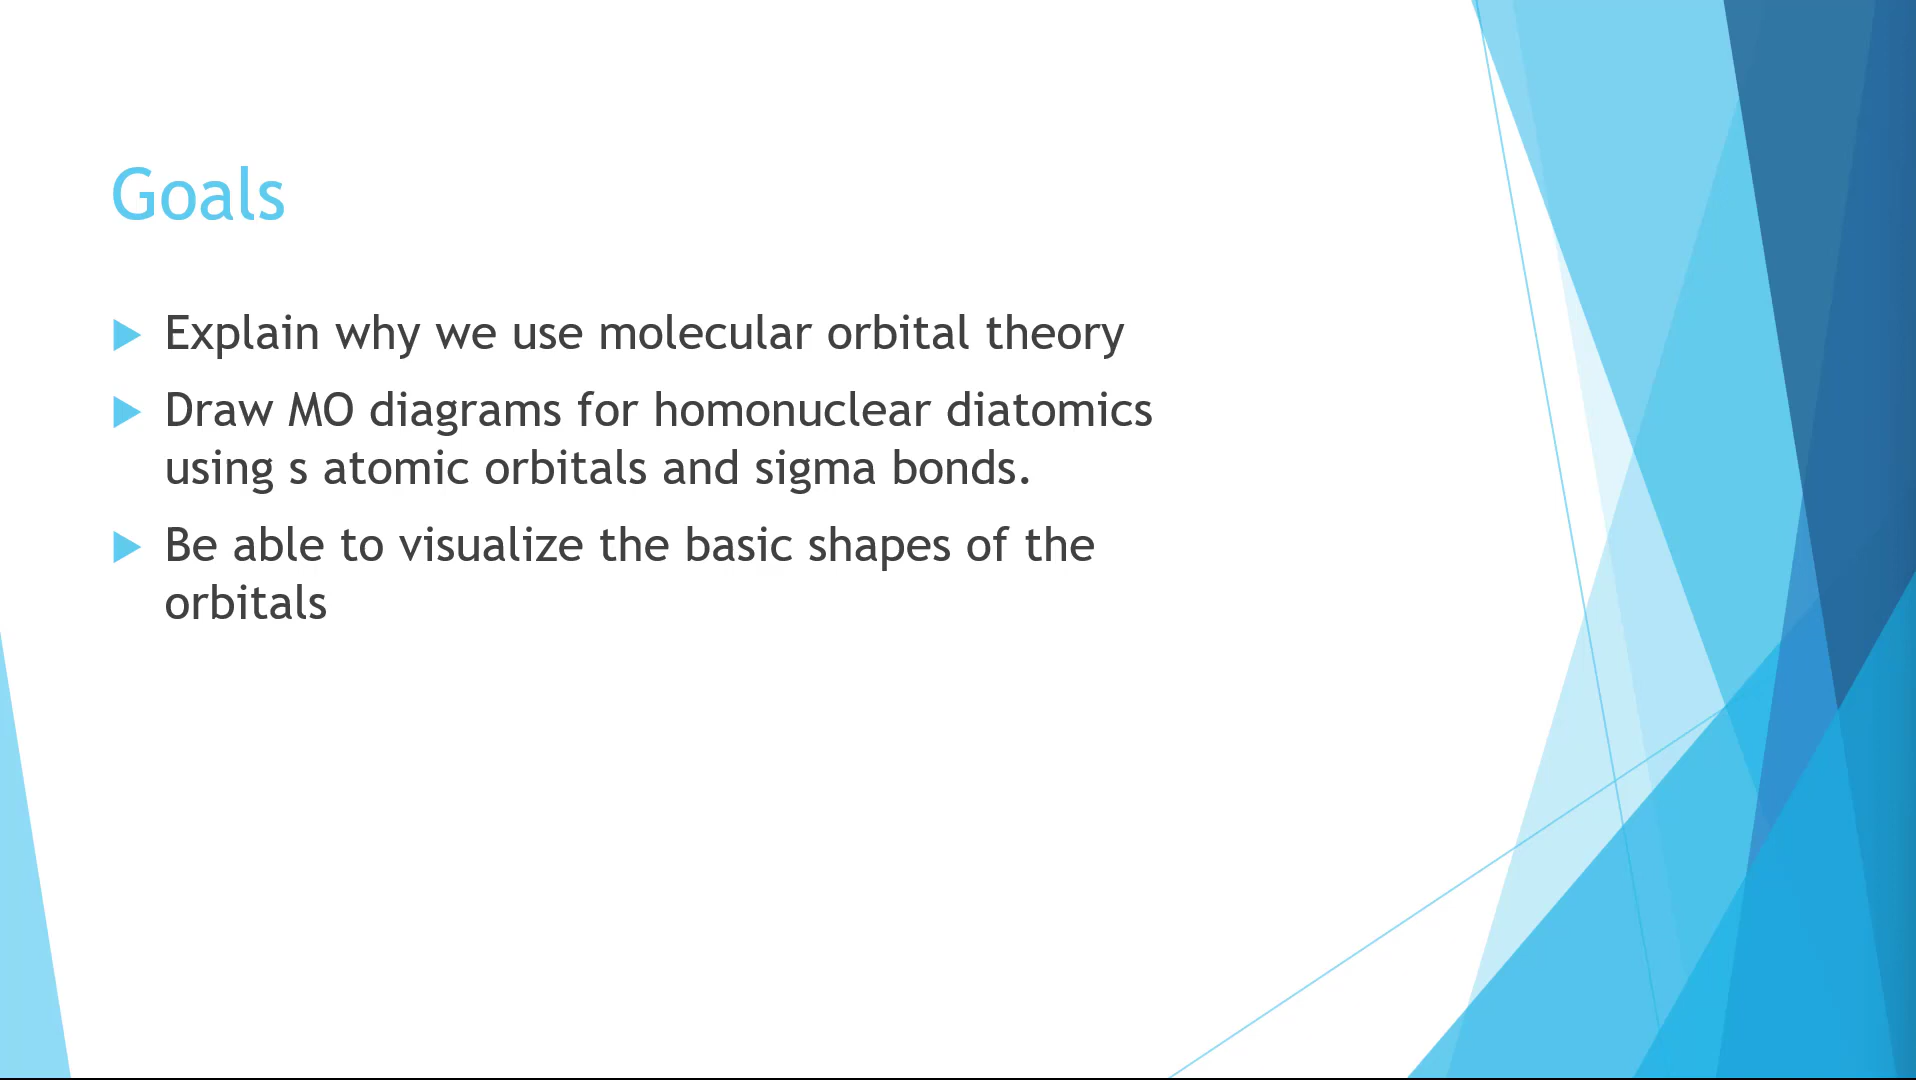 Goals
Explain why we use molecular orbital theory
Draw MO diagrams for homonuclear diatomics
using s atomic orbitals and sigma bonds.
Be able to visualize the basic shapes of the
orbitals